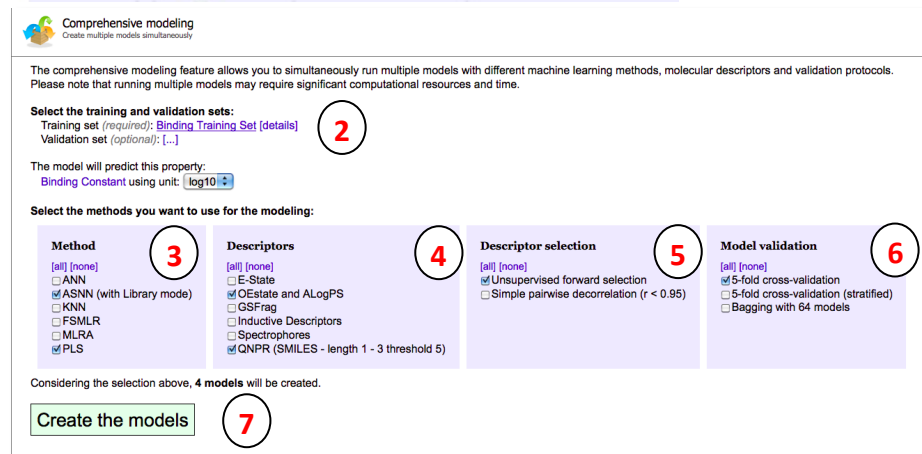 Comprehensive modeling
Create multiple models simultaneously
The comprehensive modeling feature allows you to simultaneously run multiple models with different machine learning methods, molecular descriptors and validation protocols.
Please note that running multiple models may require significant computational resources and time.
Select the training and validation sets:
Training set (required): Binding Training Set [details]
Validation set (optional): [...]
2
The model will predict this property:
Binding Constant using unit: log10
Select the methods you want to use for the modeling:
Method
3
[all] [none]
ANN
ASNN (with Library mode)
KNN
FSMLR
MLRA
PLS
Descriptors
4
[all] [none]
E-State
OEstate and ALogPS
GSFrag
Inductive Descriptors
Spectrophores
QNPR (SMILES - length 1 - 3 threshold 5)
Descriptor selection
5
[all] [none]
Unsupervised forward selection
Simple pairwise decorrelation (r < 0.95)
Model validation
6
[all] [none]
5-fold cross-validation
5-fold cross-validation (stratified)
Bagging with 64 models
Considering the selection above, 4 models will be created.
Create the models
7